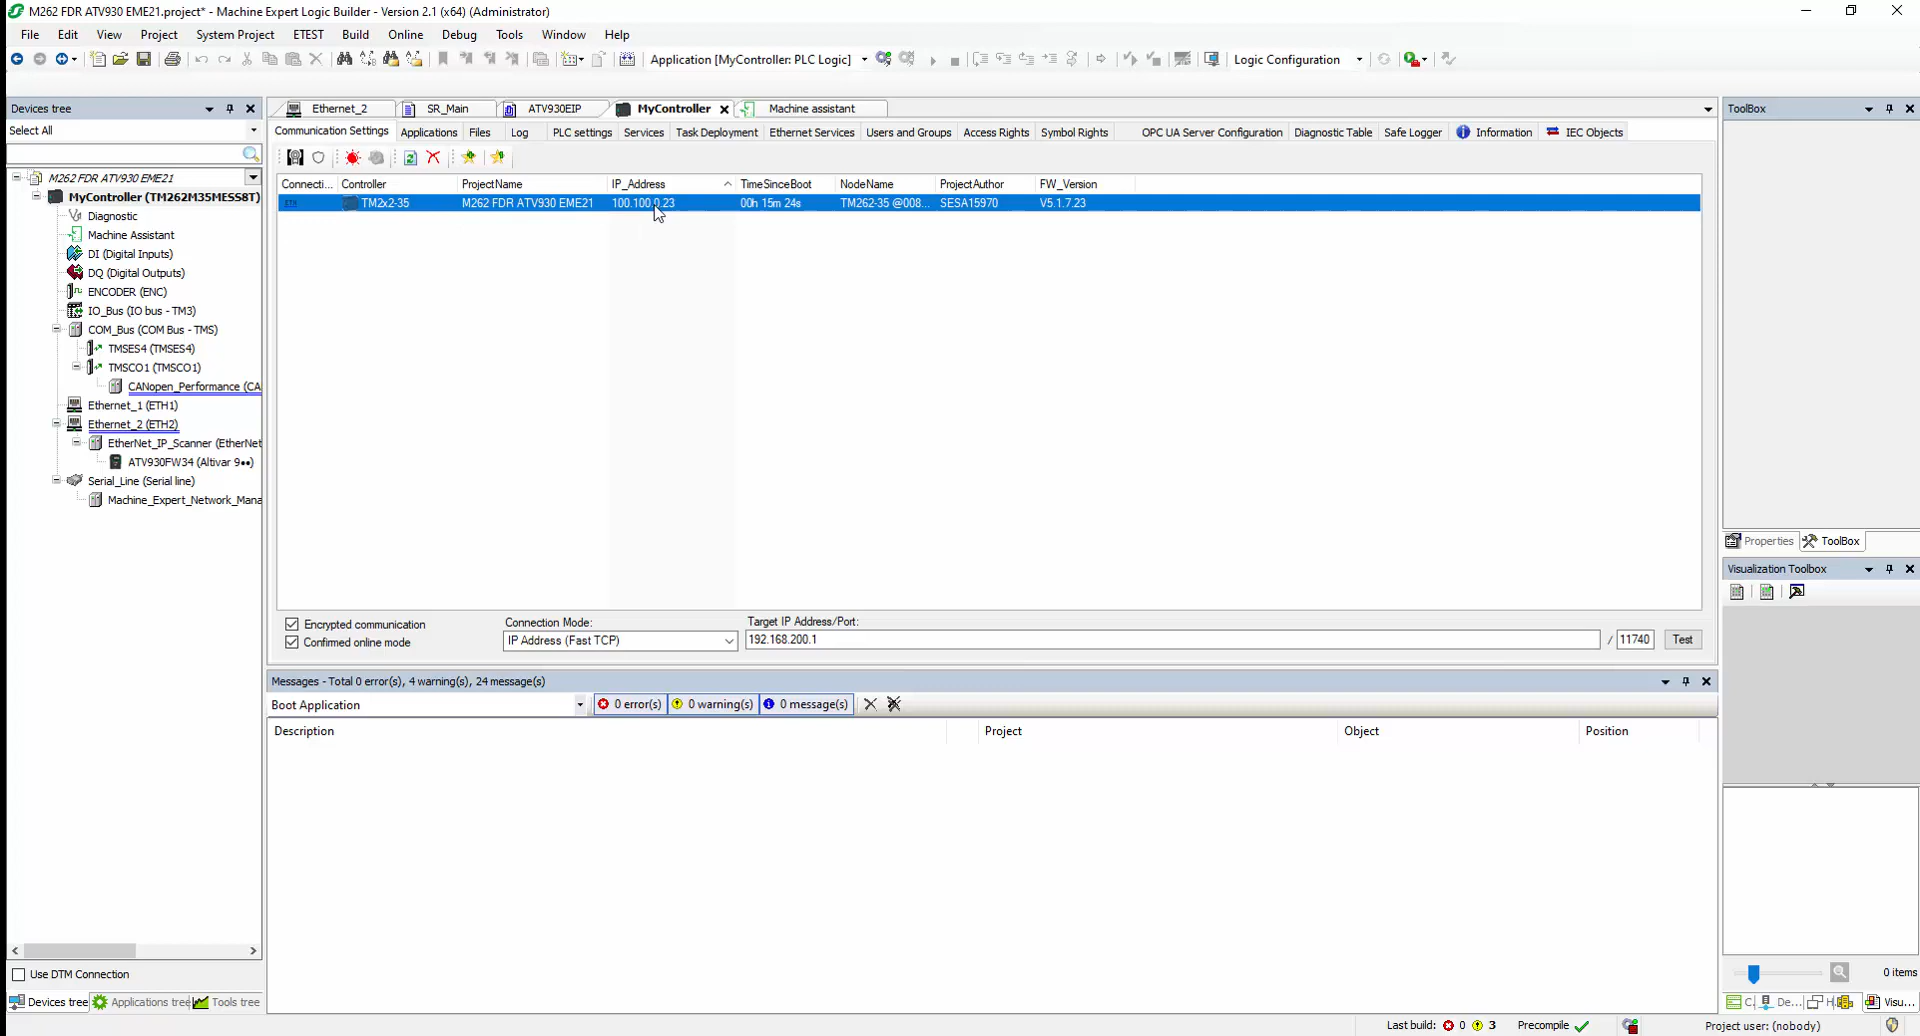 M262 FDR ATV930 EME21.project* - Machine Expert Logic Builder - Version 2.1 (x64) (Administrator)
File Edit View Project System Project ETEST Build Online Debug Tools Window Help
Application [MyController: PLC Logic] Logic Configuration
Devices tree
Select All
M262 FDR ATV930 EME21
MyController (TM262M35MESS8T)
Diagnostic
Machine Assistant
DI (Digital Inputs)
DQ (Digital Outputs)
ENCODER (ENC)
IO_Bus (IO bus - TM3)
COM_Bus (COM Bus - TMS)
TMSES4 (TMSES4)
TMSCO1 (TMSCO1)
CANopen_Performance (CA
Ethernet_1 (ETH1)
Ethernet_2 (ETH2)
EtherNet_IP_Scanner (EtherNet
ATV930FW34 (Altivar 9••)
Serial_Line (Serial line)
Machine_Expert_Network_Mana
Use DTM Connection
Devices tree Applications tree Tools tree
Ethernet_2 SR_Main ATV930EIP MyController Machine assistant
Communication Settings Applications Files Log PLC settings Services Task Deployment Ethernet Services Users and Groups Access Rights Symbol Rights OPC UA Server Configuration Diagnostic Table Safe Logger Information IEC Objects
Connecti... Controller ProjectName IP_Address TimeSinceBoot NodeName ProjectAuthor FW_Version
ETH TM2x2-35 M262 FDR ATV930 EME21 100.100.0.23 00h 15m 24s TM262-35 @008... SESA15970 V5.1.7.23
Encrypted communication Connection Mode: Target IP Address/Port:
Confirmed online mode IP Address (Fast TCP) 192.168.200.1 / 11740 Test
Messages - Total 0 error(s), 4 warning(s), 24 message(s)
Boot Application 0 error(s) 0 warning(s) 0 message(s)
Description Project Object Position
ToolBox
Properties ToolBox
Visualization Toolbox
0 items
C De... H Visu...
Last build: 0 3 Precompile Project user: (nobody)